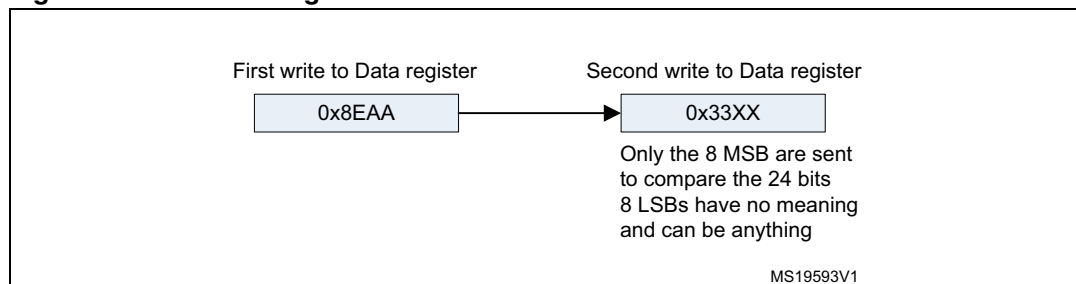 First write to Data register Second write to Data register
0x8EAA 0x33XX
Only the 8 MSB are sent
to compare the 24 bits
8 LSBs have no meaning
and can be anything
MS19593V1